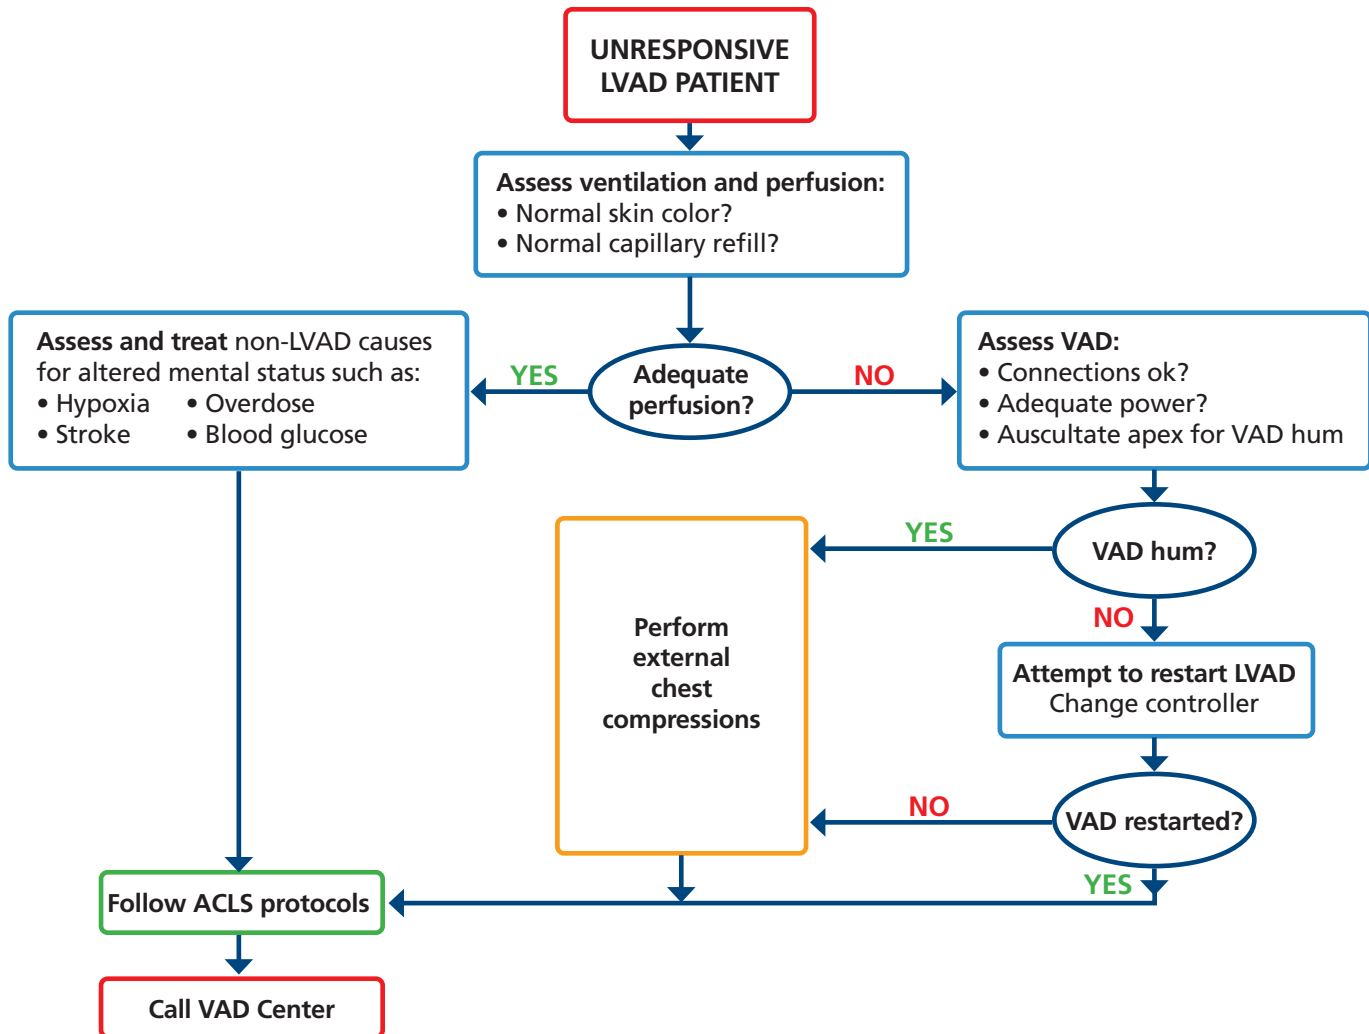 UNRESPONSIVE
LVAD PATIENT
Assess ventilation and perfusion:
• Normal skin color?
• Normal capillary refill?
Adequate
perfusion?
YES
NO
Assess and treat non-LVAD causes
for altered mental status such as:
• Hypoxia • Overdose
• Stroke • Blood glucose
Assess VAD:
• Connections ok?
• Adequate power?
• Auscultate apex for VAD hum
VAD hum?
YES
NO
Perform
external
chest
compressions
Attempt to restart LVAD
Change controller
VAD restarted?
NO
YES
Follow ACLS protocols
Call VAD Center